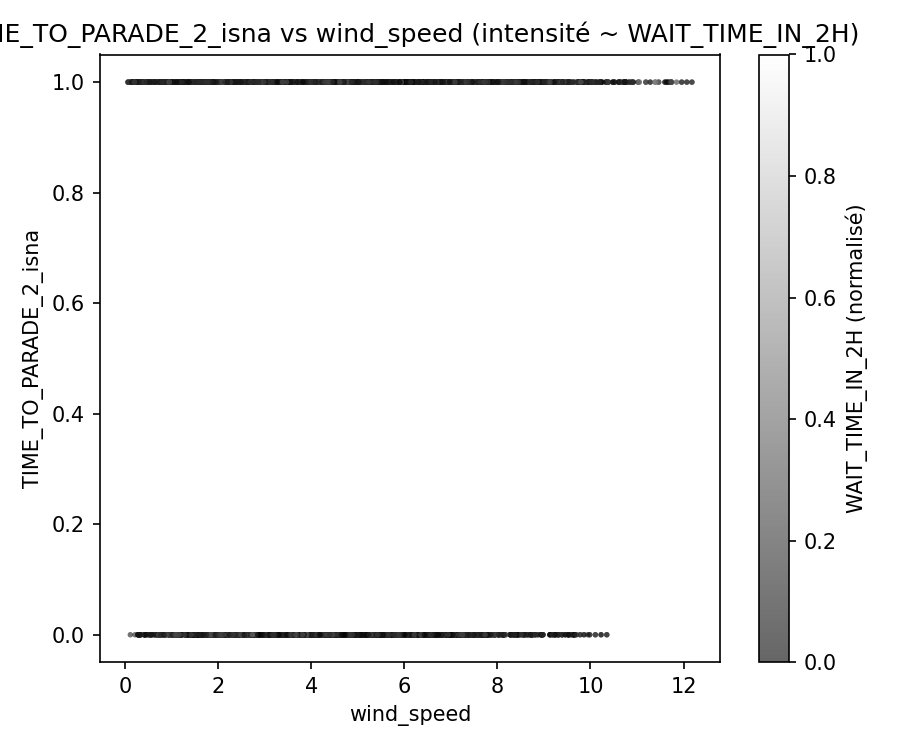 IE_TO_PARADE_2_isna vs wind_speed (intensité ~ WAIT_TIME_IN_2H)
1.0
0.8
0.6
0.4
0.2
0.0
TIME_TO_PARADE_2_isna
0 2 4 6 8 10 12
wind_speed
1.0
0.8
0.6
0.4
0.2
0.0
WAIT_TIME_IN_2H (normalisé)